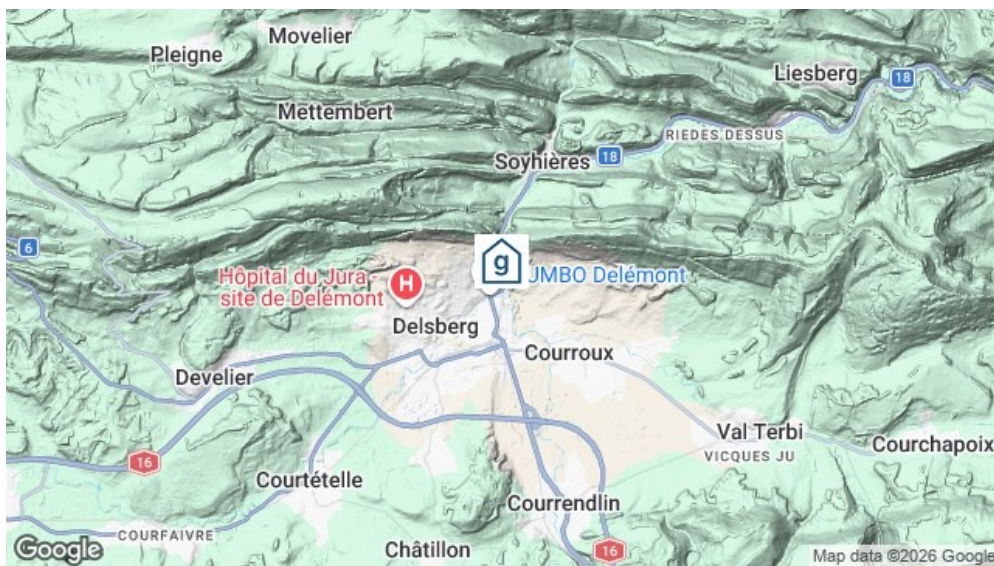 Movelier
Pleigne
Liesberg
18
Mettembert
RIEDES DESSUS
Soyhières
18
6
g
Hôpital du Jura -
site de Delémont
H
UMBO Delémont
Delsberg
Courroux
Develier
Val Terbi
VICQUES JU
Courchapoix
16
Courtételle
Courrendlin
COURFAIVRE
Châtillon
16
Google
Map data ©2026 Google